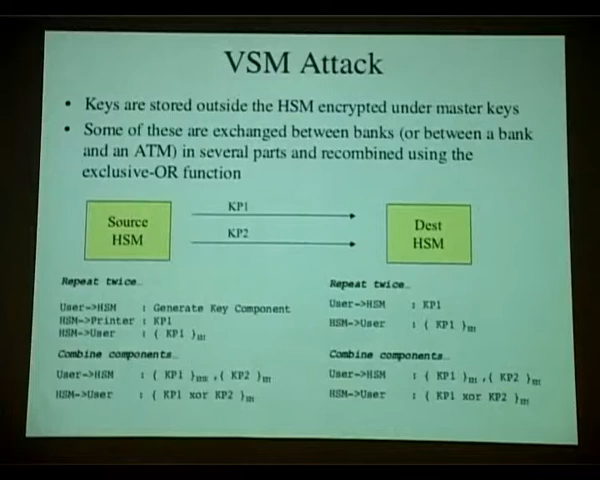 VSM Attack
• Keys are stored outside the HSM encrypted under master keys
• Some of these are exchanged between banks (or between a bank
and an ATM) in several parts and recombined using the
exclusive-OR function
Source
HSM
KP1
KP2
Dest
HSM
Repeat twice…
User->HSM : Generate Key Component
HSM->Printer : KP1
HSM->User : { KP1 }m
Combine components…
User->HSM : { KP1 }m ,{ KP2 }m
HSM->User : { KP1 xor KP2 }m
Repeat twice…
User->HSM : KP1
HSM->User : { KP1 }m
Combine components…
User->HSM : { KP1 }m ,{ KP2 }m
HSM->User : { KP1 xor KP2 }m